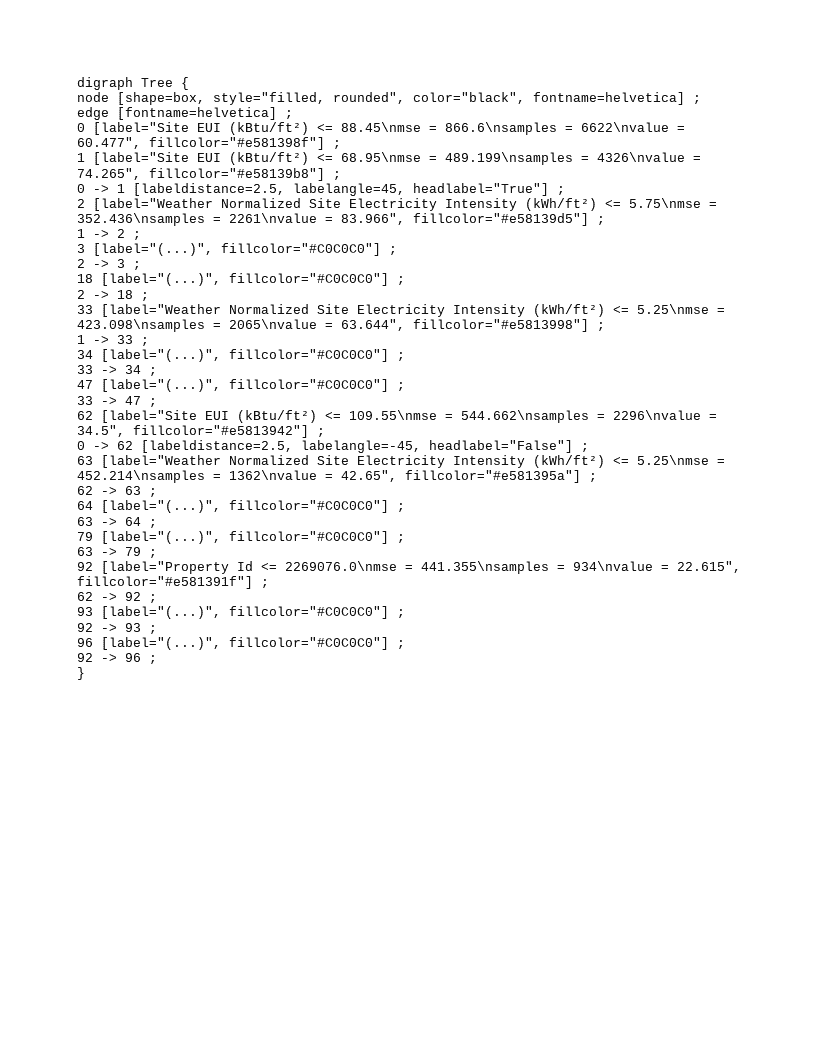 digraph Tree {
node [shape=box, style="filled, rounded", color="black", fontname=helvetica] ;
edge [fontname=helvetica] ;
0 [label="Site EUI (kBtu/ft²) <= 88.45\nmse = 866.6\nsamples = 6622\nvalue =
60.477", fillcolor="#e581398f"] ;
1 [label="Site EUI (kBtu/ft²) <= 68.95\nmse = 489.199\nsamples = 4326\nvalue =
74.265", fillcolor="#e58139b8"] ;
0 -> 1 [labeldistance=2.5, labelangle=45, headlabel="True"] ;
2 [label="Weather Normalized Site Electricity Intensity (kWh/ft²) <= 5.75\nmse =
352.436\nsamples = 2261\nvalue = 83.966", fillcolor="#e58139d5"] ;
1 -> 2 ;
3 [label="(...)", fillcolor="#C0C0C0"] ;
2 -> 3 ;
18 [label="(...)", fillcolor="#C0C0C0"] ;
2 -> 18 ;
33 [label="Weather Normalized Site Electricity Intensity (kWh/ft²) <= 5.25\nmse =
423.098\nsamples = 2065\nvalue = 63.644", fillcolor="#e5813998"] ;
1 -> 33 ;
34 [label="(...)", fillcolor="#C0C0C0"] ;
33 -> 34 ;
47 [label="(...)", fillcolor="#C0C0C0"] ;
33 -> 47 ;
62 [label="Site EUI (kBtu/ft²) <= 109.55\nmse = 544.662\nsamples = 2296\nvalue =
34.5", fillcolor="#e5813942"] ;
0 -> 62 [labeldistance=2.5, labelangle=-45, headlabel="False"] ;
63 [label="Weather Normalized Site Electricity Intensity (kWh/ft²) <= 5.25\nmse =
452.214\nsamples = 1362\nvalue = 42.65", fillcolor="#e581395a"] ;
62 -> 63 ;
64 [label="(...)", fillcolor="#C0C0C0"] ;
63 -> 64 ;
79 [label="(...)", fillcolor="#C0C0C0"] ;
63 -> 79 ;
92 [label="Property Id <= 2269076.0\nmse = 441.355\nsamples = 934\nvalue = 22.615",
fillcolor="#e581391f"] ;
62 -> 92 ;
93 [label="(...)", fillcolor="#C0C0C0"] ;
92 -> 93 ;
96 [label="(...)", fillcolor="#C0C0C0"] ;
92 -> 96 ;
}